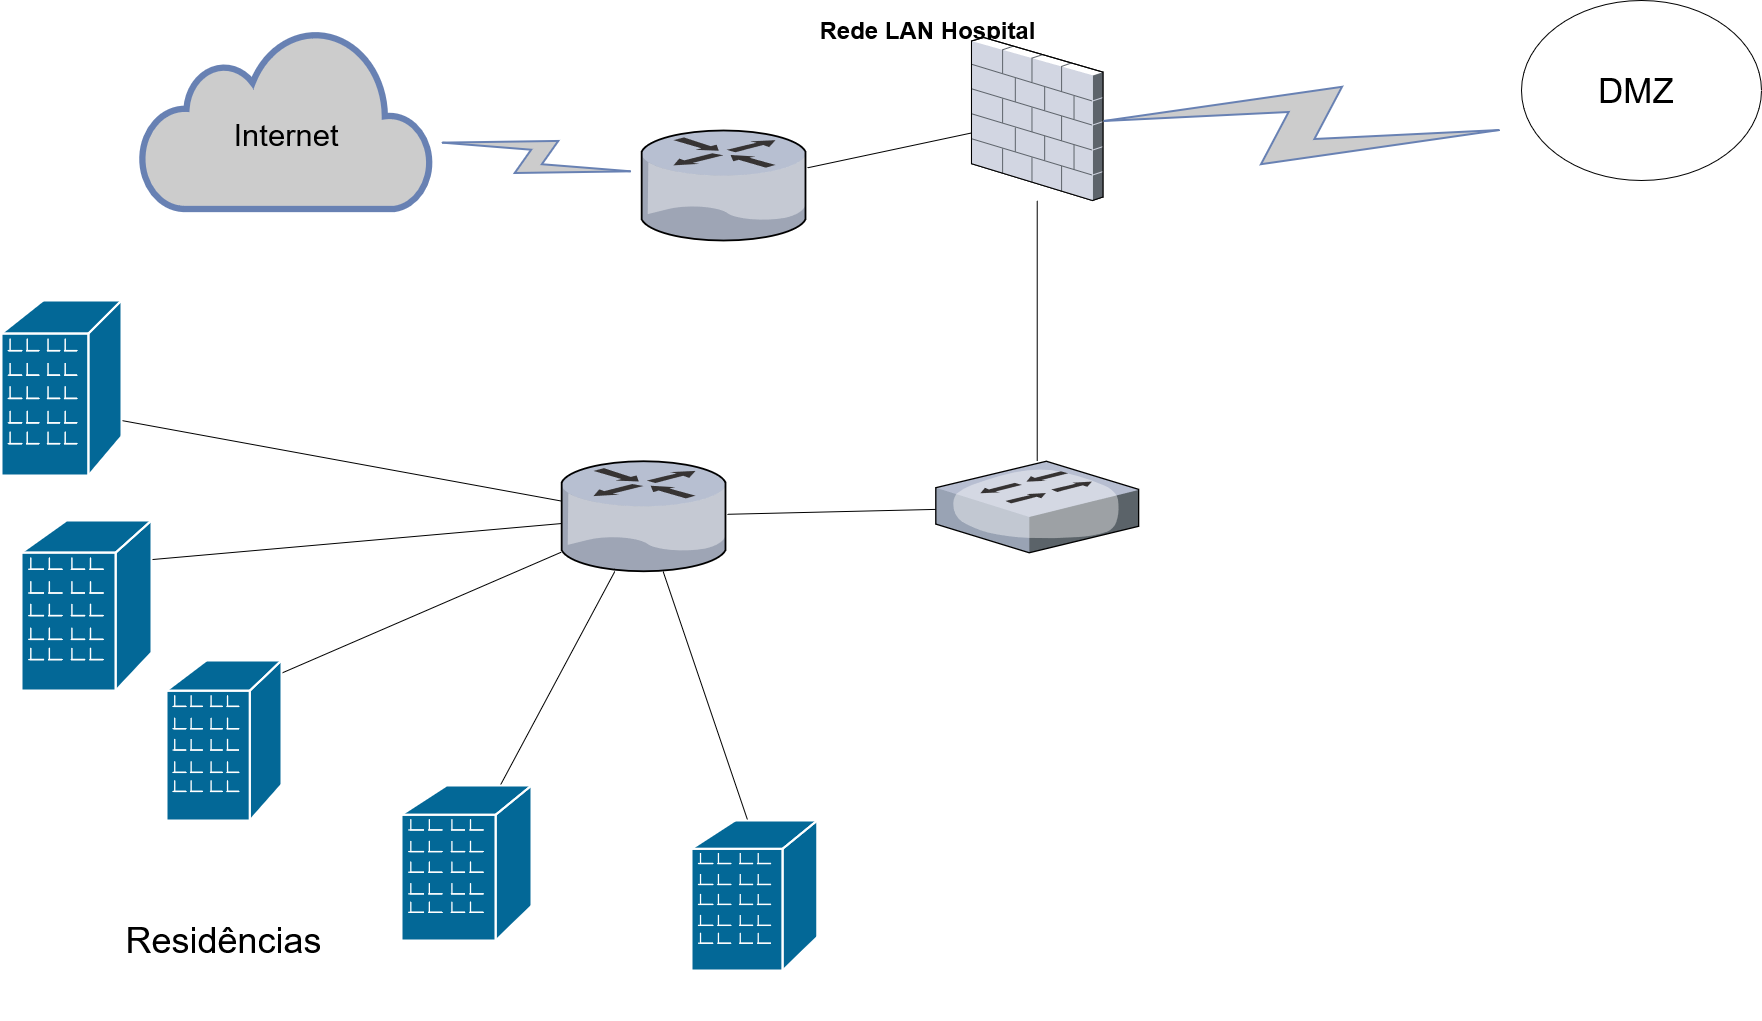 Rede LAN Hospital
DMZ
Internet
Residências